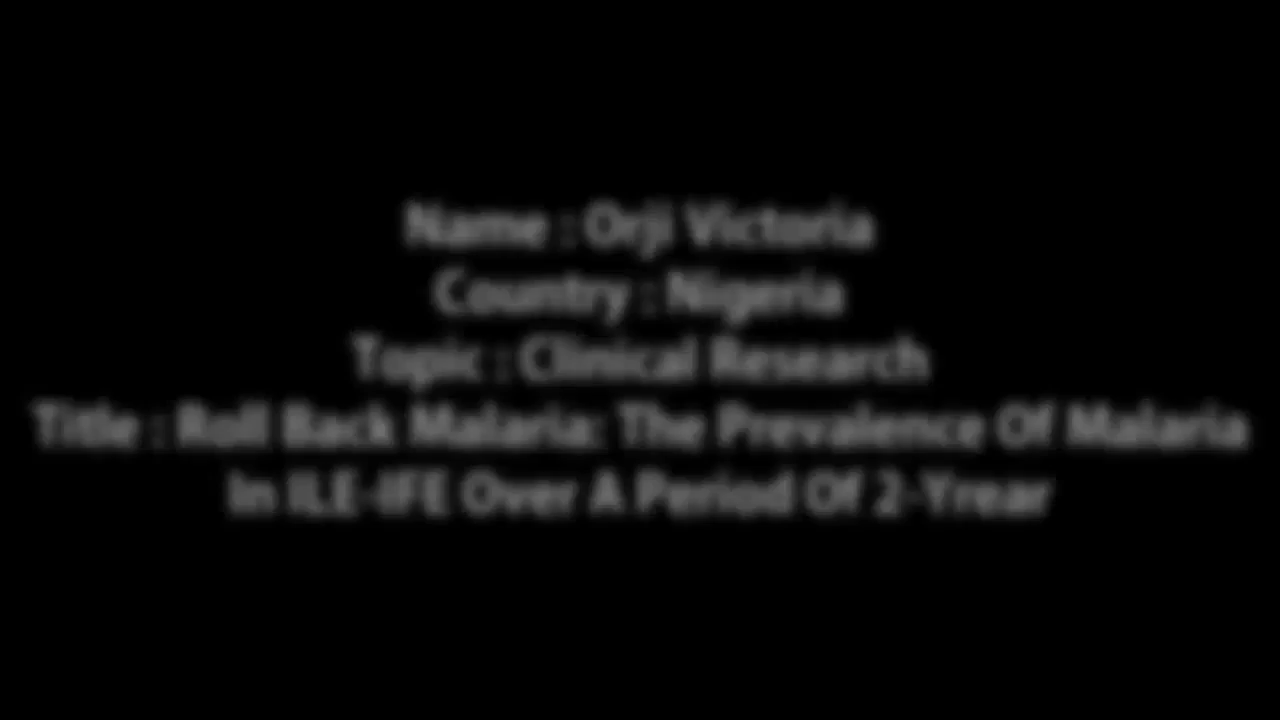 Name : Orji Victoria
Country : Nigeria
Topic : Clinical Research
Title : Roll Back Malaria: The Prevalence Of Malaria
In ILE-IFE Over A Period Of 2-Yrear